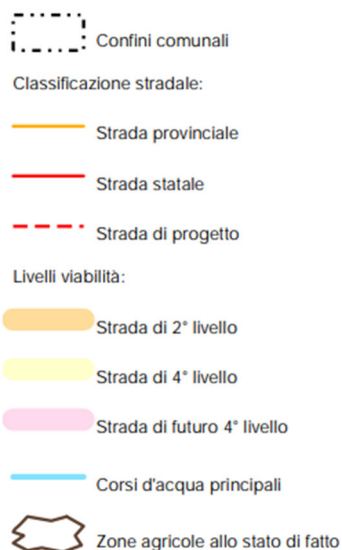 Confini comunali
Classificazione stradale:
Strada provinciale
Strada statale
Strada di progetto
Livelli viabilità:
Strada di 2° livello
Strada di 4° livello
Strada di futuro 4° livello
Corsi d'acqua principali
Zone agricole allo stato di fatto